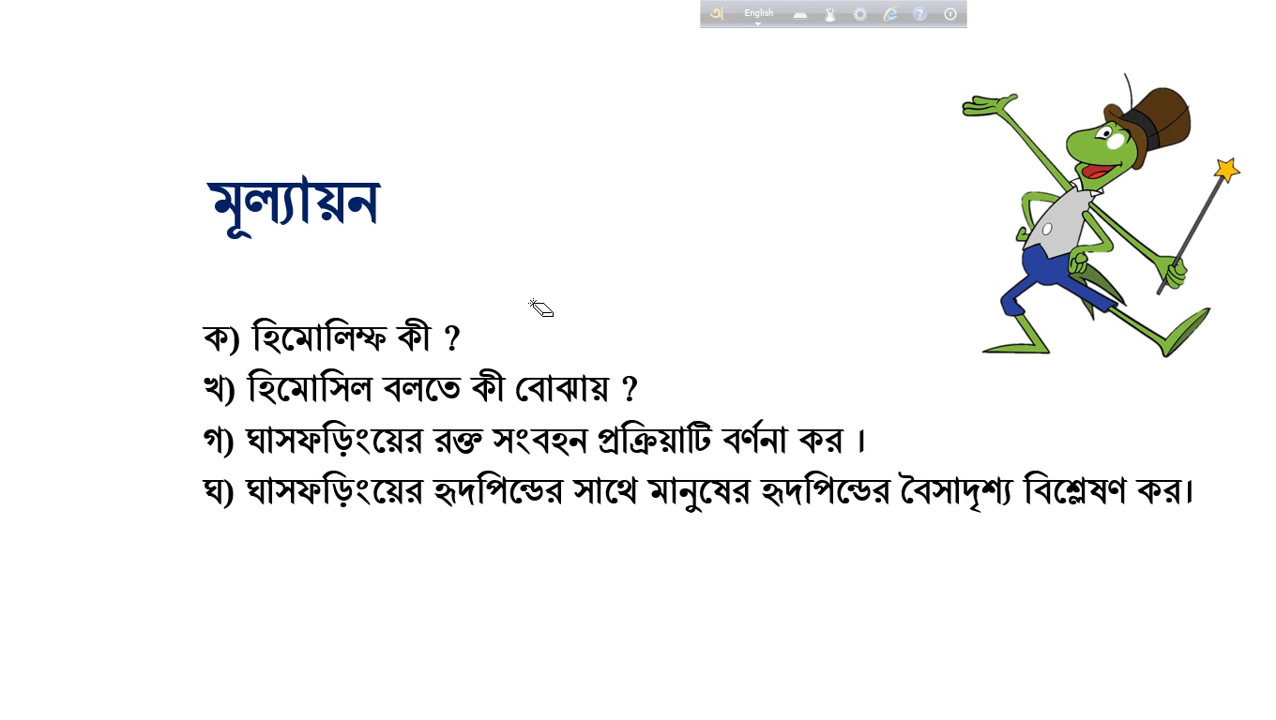 English
মূল্যায়ন
ক) হিমোলিম্ফ কী ?
খ) হিমোসিল বলতে কী বোঝায় ?
গ) ঘাসফড়িংয়ের রক্ত সংবহন প্রক্রিয়াটি বর্ণনা কর ।
ঘ) ঘাসফড়িংয়ের হৃদপিন্ডের সাথে মানুষের হৃদপিন্ডের বৈসাদৃশ্য বিশ্লেষণ কর।